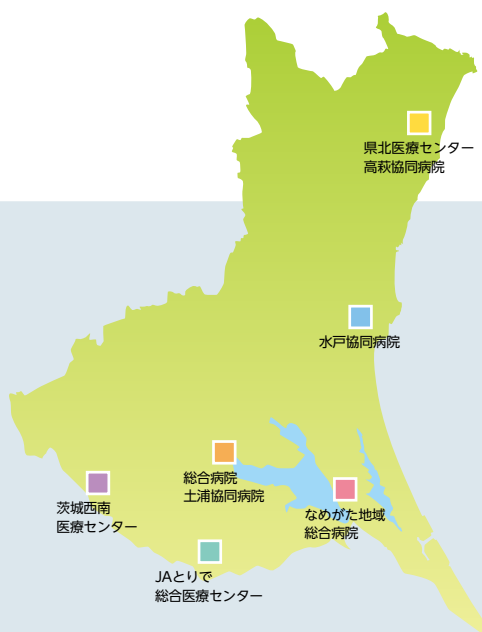 県北医療センター
高萩協同病院
水戸協同病院
総合病院
土浦協同病院
茨城西南
医療センター
なめがた地域
総合病院
JAとりで
総合医療センター